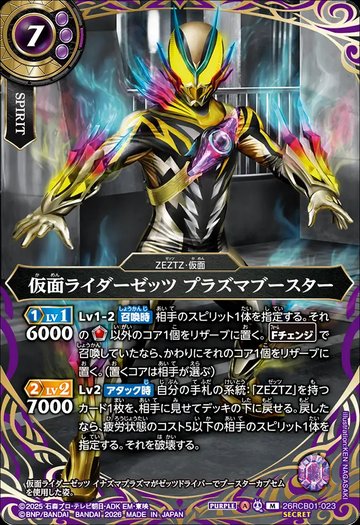 7
SPIRIT
ZEZTZ・仮面
仮面ライダーゼッツ プラズマブースター
1 LV1 6000
Lv1-2 召喚時 相手のスピリット1体を指定する。それ
の 以外のコア1個をリザーブに置く。Fチェンジで
召喚していたなら、かわりにそれのコア1個をリザーブに
置く。(置くコアは相手が選ぶ)
2 LV2 7000
Lv2 アタック時 自分の手札の系統:「ZEZTZ」を持つ
カード1枚を、相手に見せてデッキの下に戻せる。戻し
たなら、疲労状態のコスト5以下の相手のスピリット1体を
指定する。それを破壊する。
仮面ライダーゼッツ イナズマプラズマがゼッツドライバーでブースターカプセム
を使用した姿。
Illustration:KEN NAGASAKI
©2025 石森プロ・テレビ朝日・ADK EM・東映
©BNP/BANDAI ©BANDAI 2026 MADE IN JAPAN
PURPLE A M 26RCB01-023
SECRET